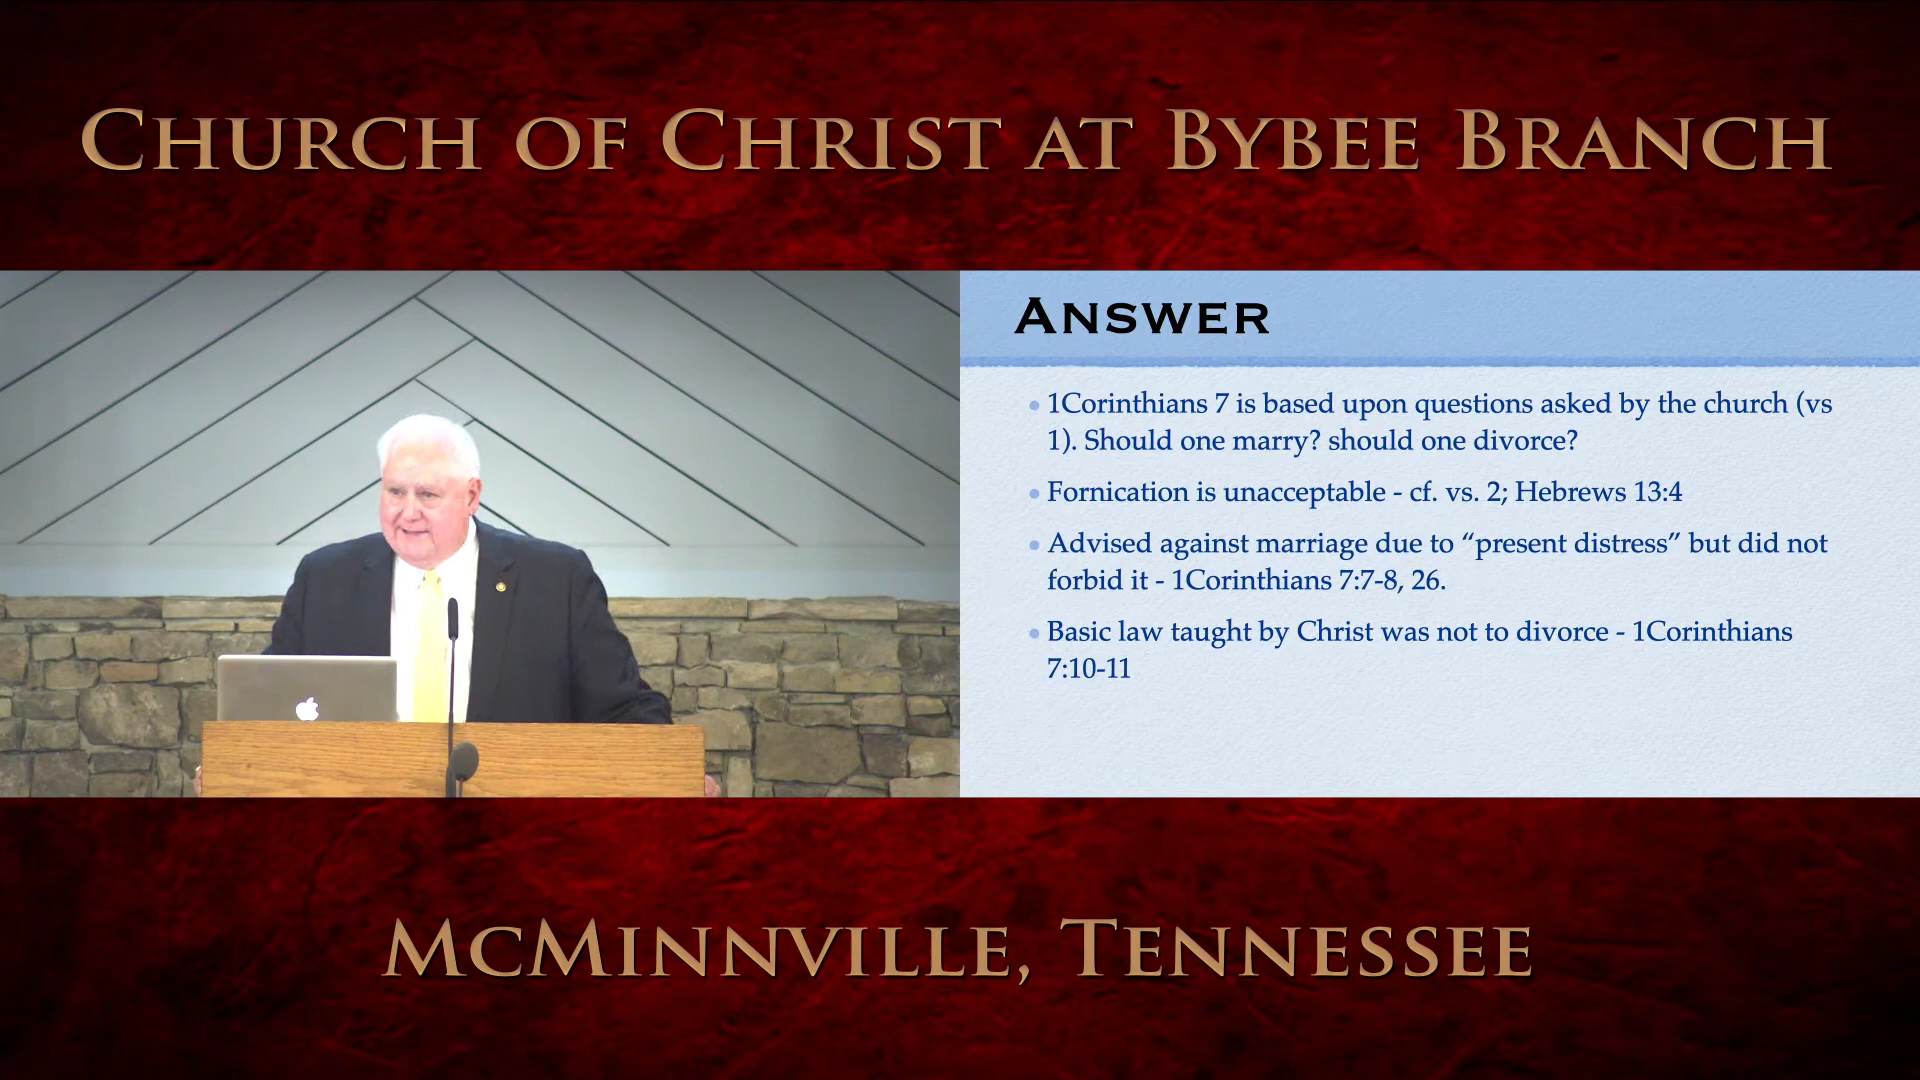 CHURCH OF CHRIST AT BYBEE BRANCH
ANSWER
• 1Corinthians 7 is based upon questions asked by the church (vs
1). Should one marry? should one divorce?
• Fornication is unacceptable - cf. vs. 2; Hebrews 13:4
• Advised against marriage due to “present distress” but did not
forbid it - 1Corinthians 7:7-8, 26.
• Basic law taught by Christ was not to divorce - 1Corinthians
7:10-11
MCMINNVILLE, TENNESSEE